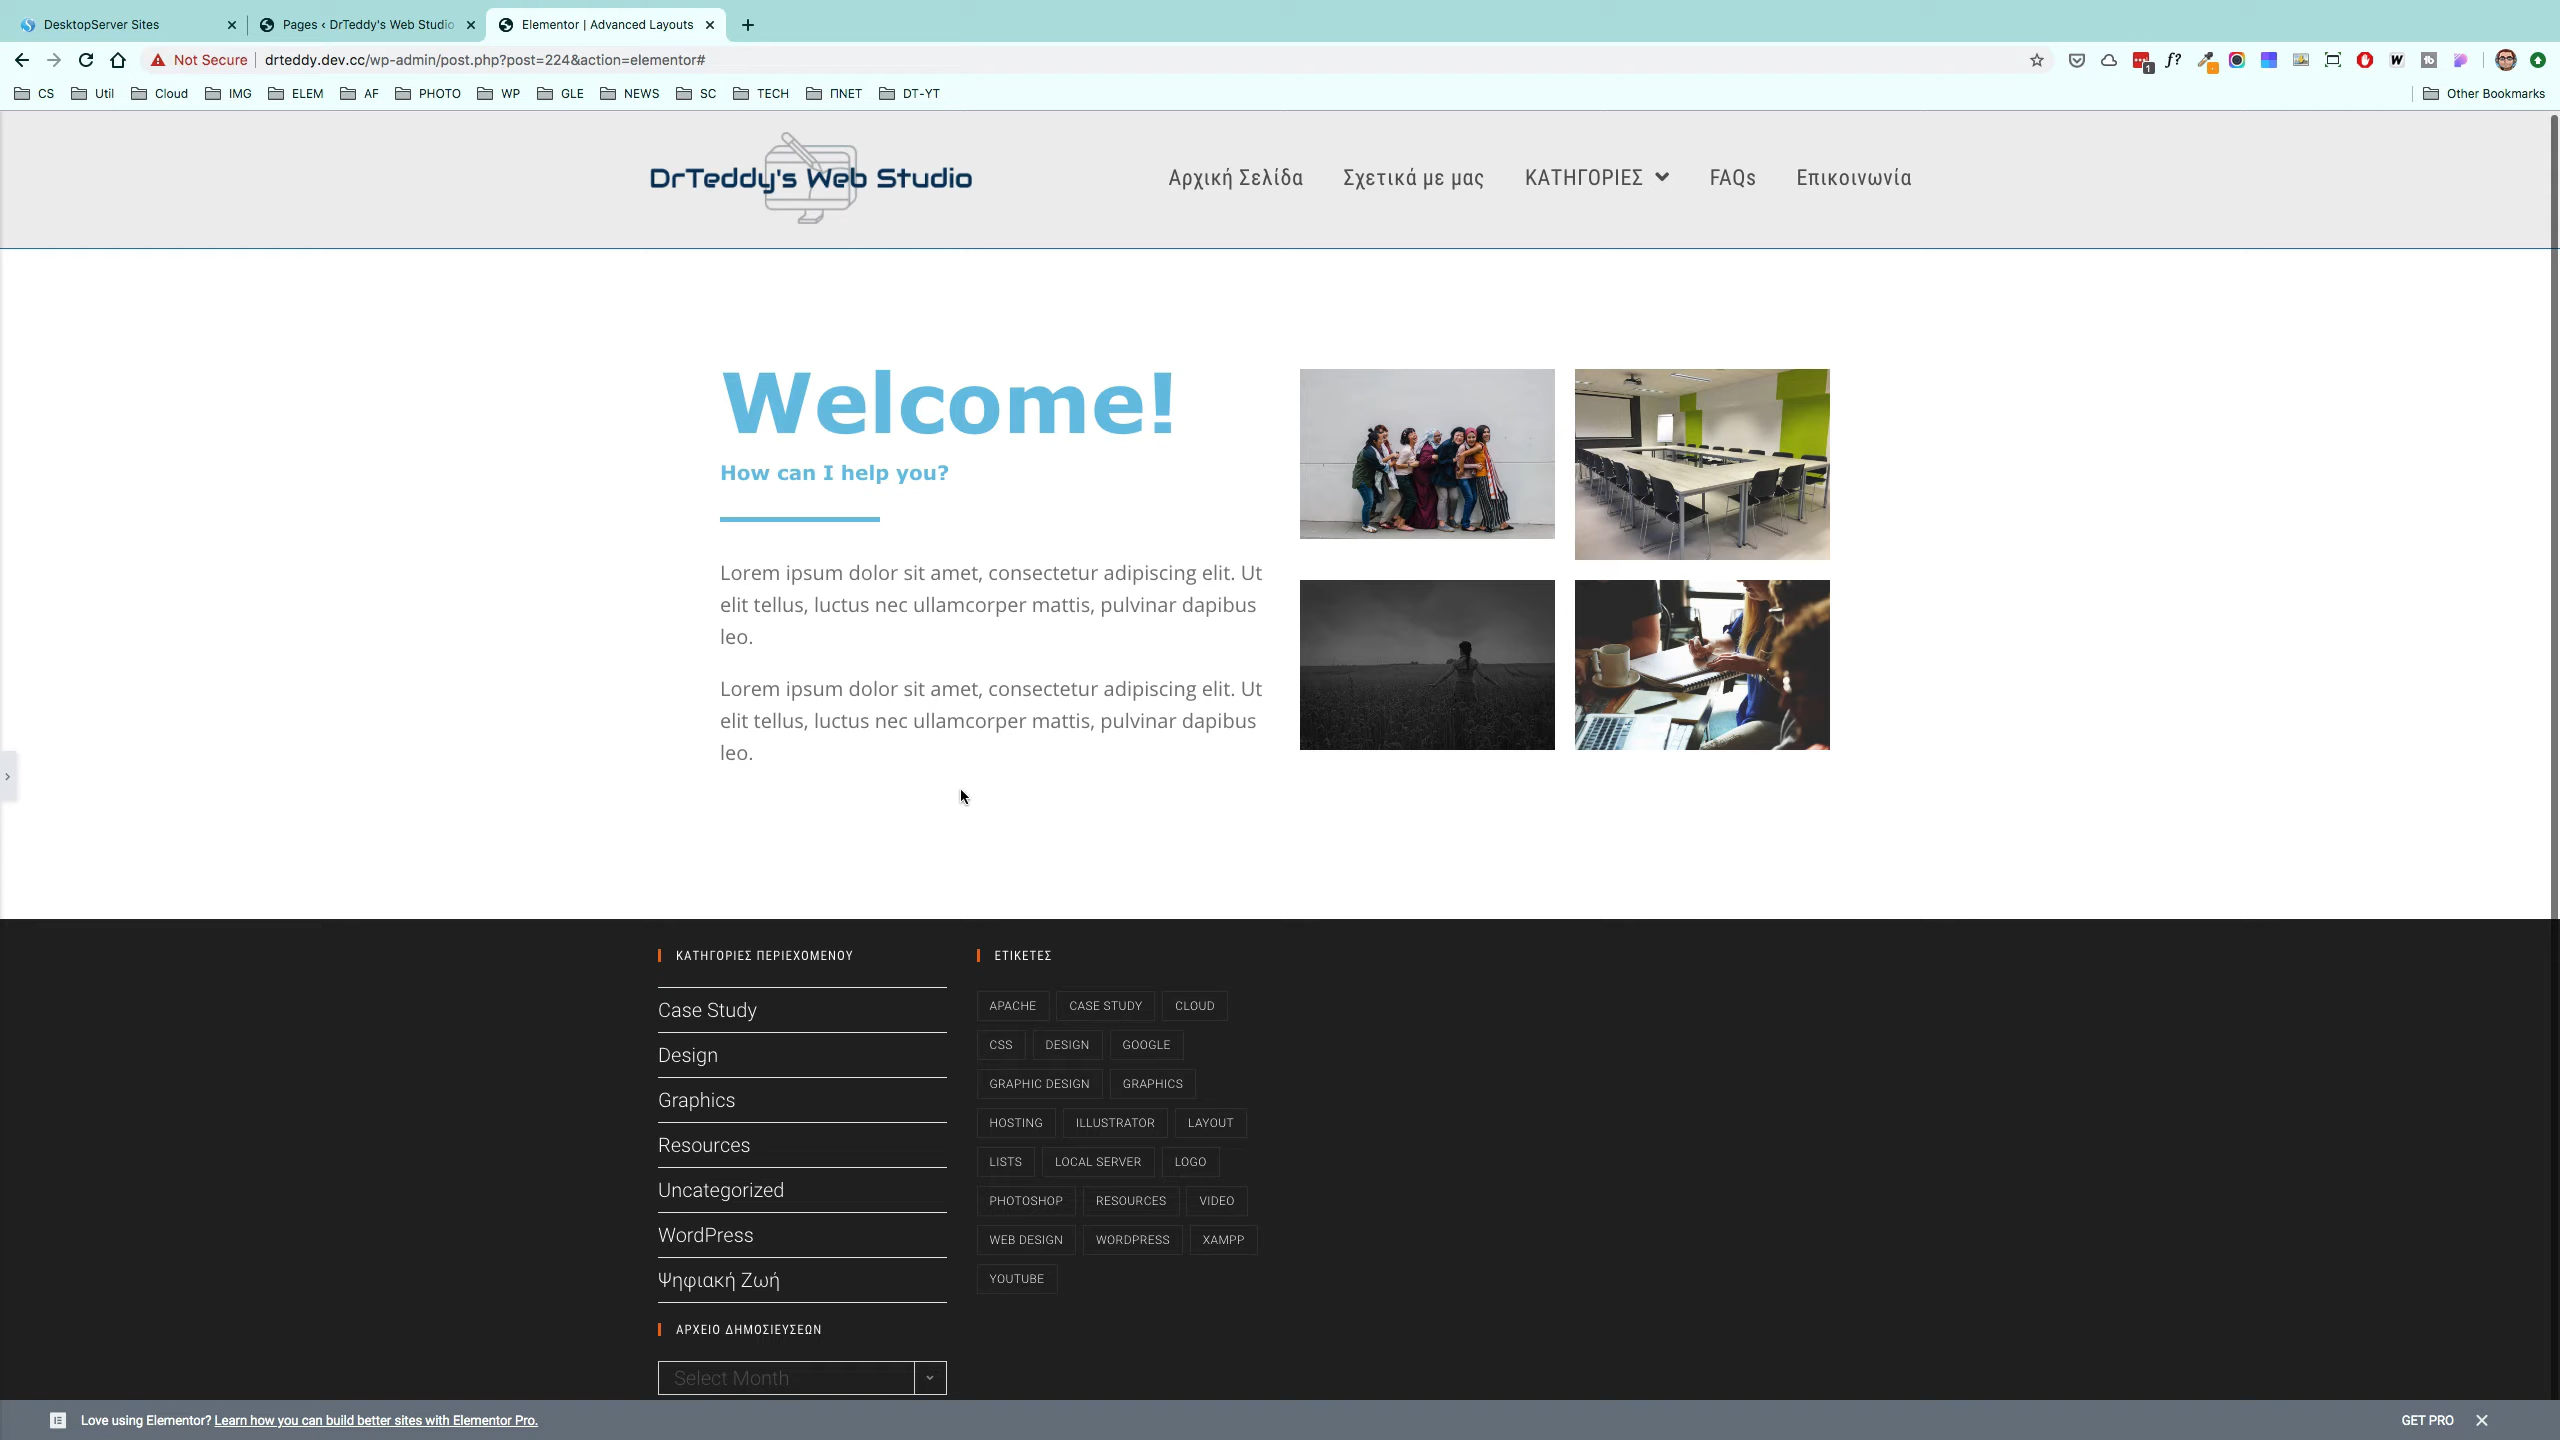 DesktopServer Sites
Pages ‹ DrTeddy's Web Studio
Elementor | Advanced Layouts
Not Secure
drteddy.dev.cc/wp-admin/post.php?post=224&action=elementor#
CS Util Cloud IMG ELEM AF PHOTO WP GLE NEWS SC TECH ΠΝΕΤ DT-YT Other Bookmarks
DrTeddy's Web Studio
Αρχική Σελίδα Σχετικά με μας ΚΑΤΗΓΟΡΙΕΣ FAQs Επικοινωνία
Welcome!
How can I help you?
Lorem ipsum dolor sit amet, consectetur adipiscing elit. Ut
elit tellus, luctus nec ullamcorper mattis, pulvinar dapibus
leo.
Lorem ipsum dolor sit amet, consectetur adipiscing elit. Ut
elit tellus, luctus nec ullamcorper mattis, pulvinar dapibus
leo.
ΚΑΤΗΓΟΡΙΕΣ ΠΕΡΙΕΧΟΜΕΝΟΥ
Case Study
Design
Graphics
Resources
Uncategorized
WordPress
Ψηφιακή Ζωή
ΑΡΧΕΙΟ ΔΗΜΟΣΙΕΥΣΕΩΝ
Select Month
ΕΤΙΚΕΤΕΣ
APACHE CASE STUDY CLOUD
CSS DESIGN GOOGLE
GRAPHIC DESIGN GRAPHICS
HOSTING ILLUSTRATOR LAYOUT
LISTS LOCAL SERVER LOGO
PHOTOSHOP RESOURCES VIDEO
WEB DESIGN WORDPRESS XAMPP
YOUTUBE
Love using Elementor? Learn how you can build better sites with Elementor Pro.
GET PRO